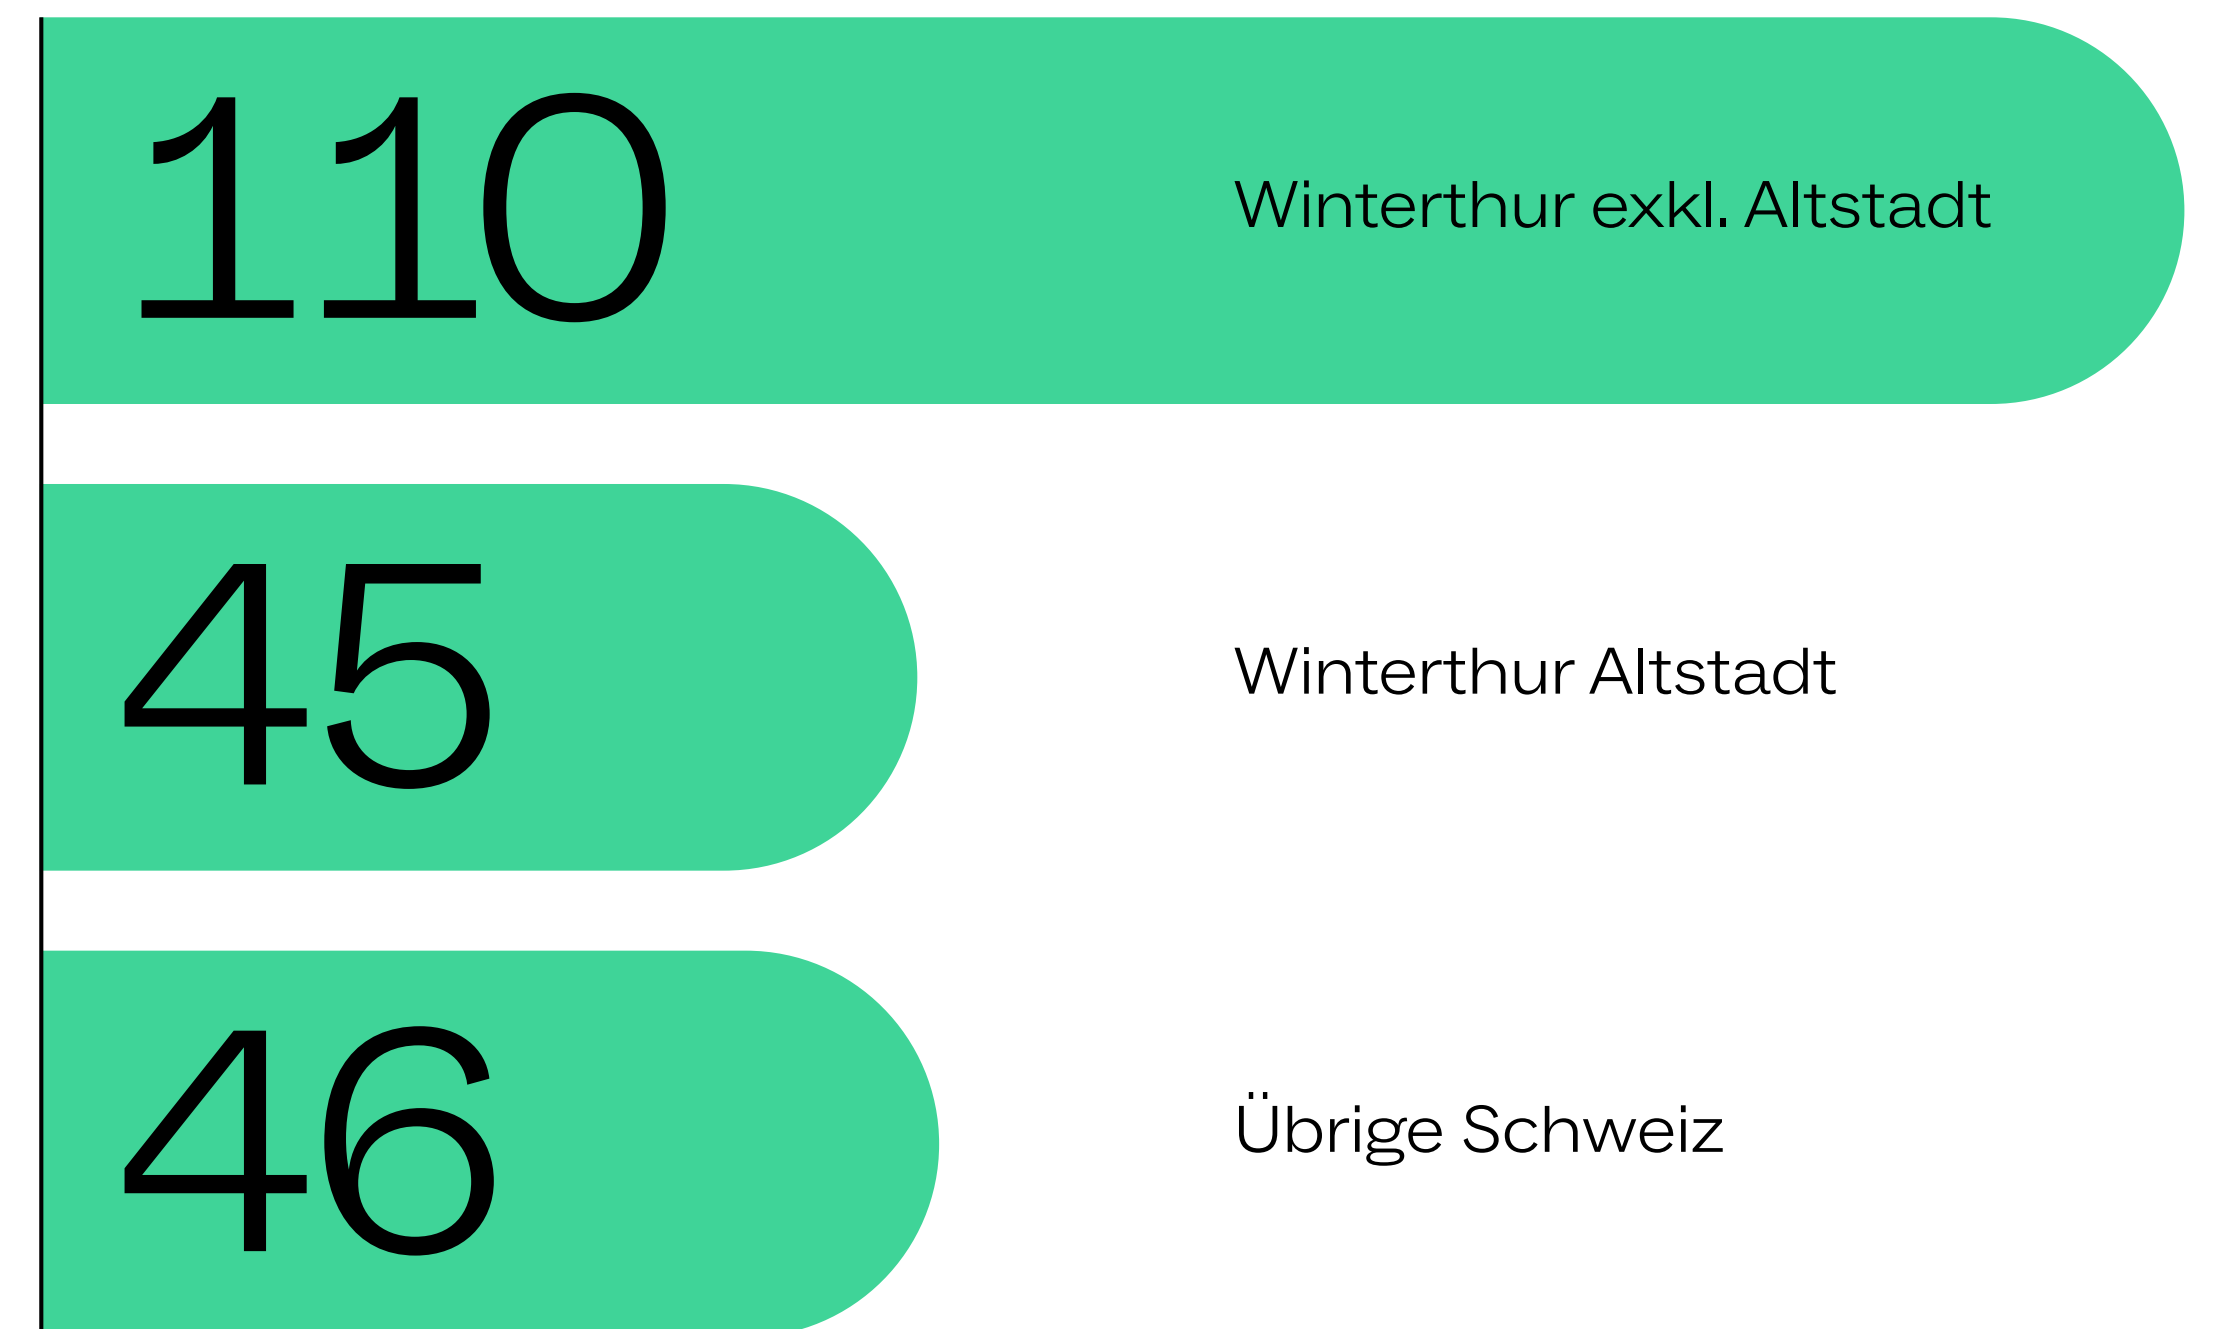 110
Winterthur exkl. Altstadt
45
Winterthur Altstadt
46
Übrige Schweiz